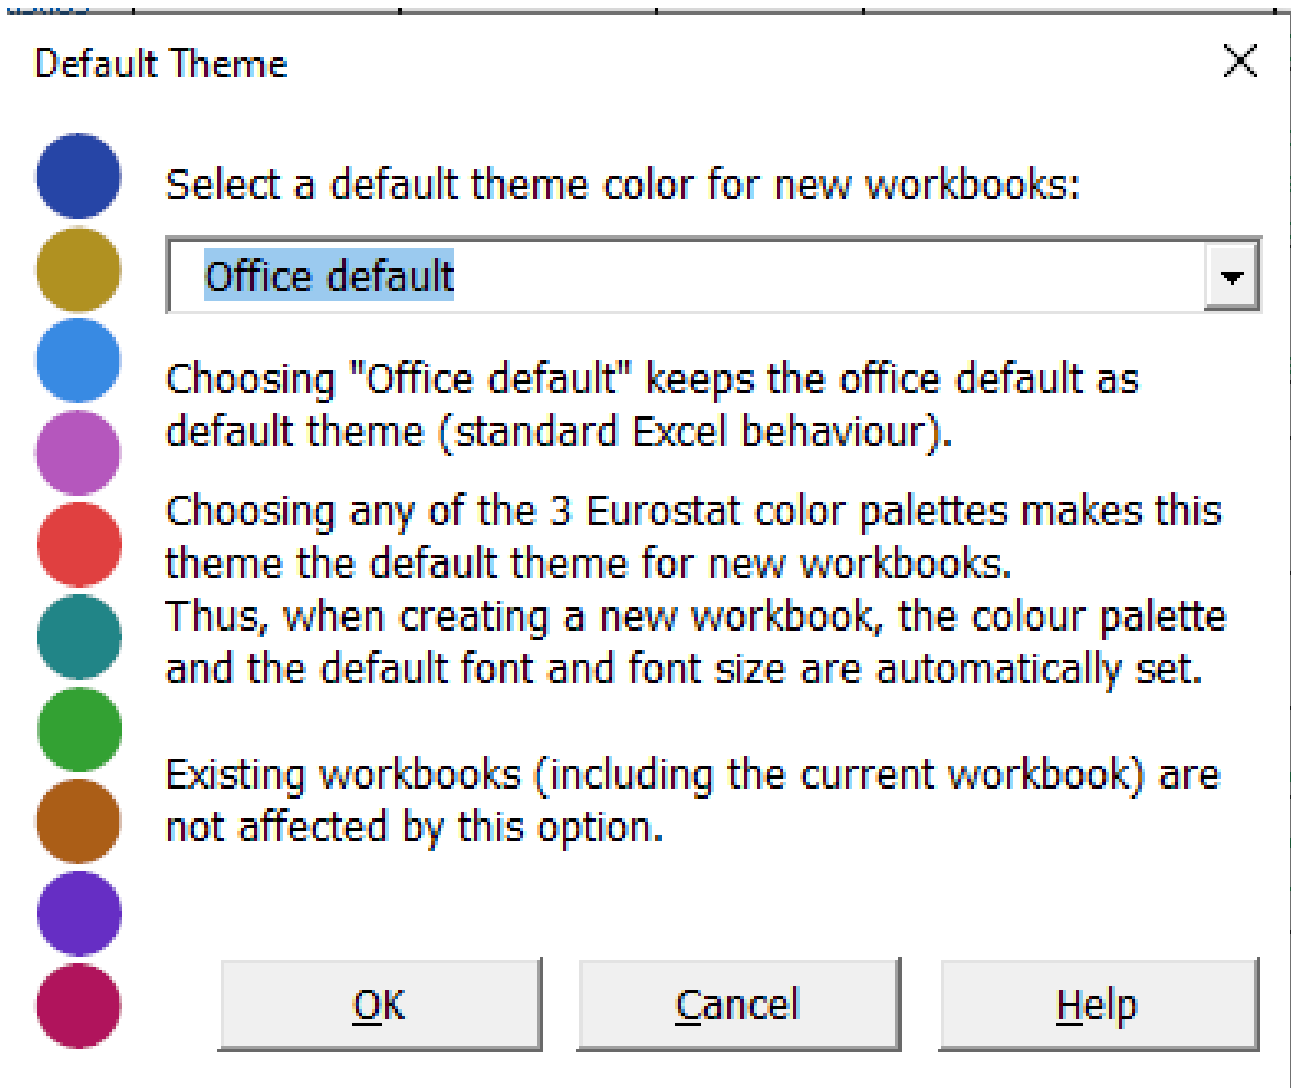 Default Theme
Select a default theme color for new workbooks:
Office default
Choosing "Office default" keeps the office default as
default theme (standard Excel behaviour).
Choosing any of the 3 Eurostat color palettes makes this
theme the default theme for new workbooks.
Thus, when creating a new workbook, the colour palette
and the default font and font size are automatically set.
Existing workbooks (including the current workbook) are
not affected by this option.
OK
Cancel
Help